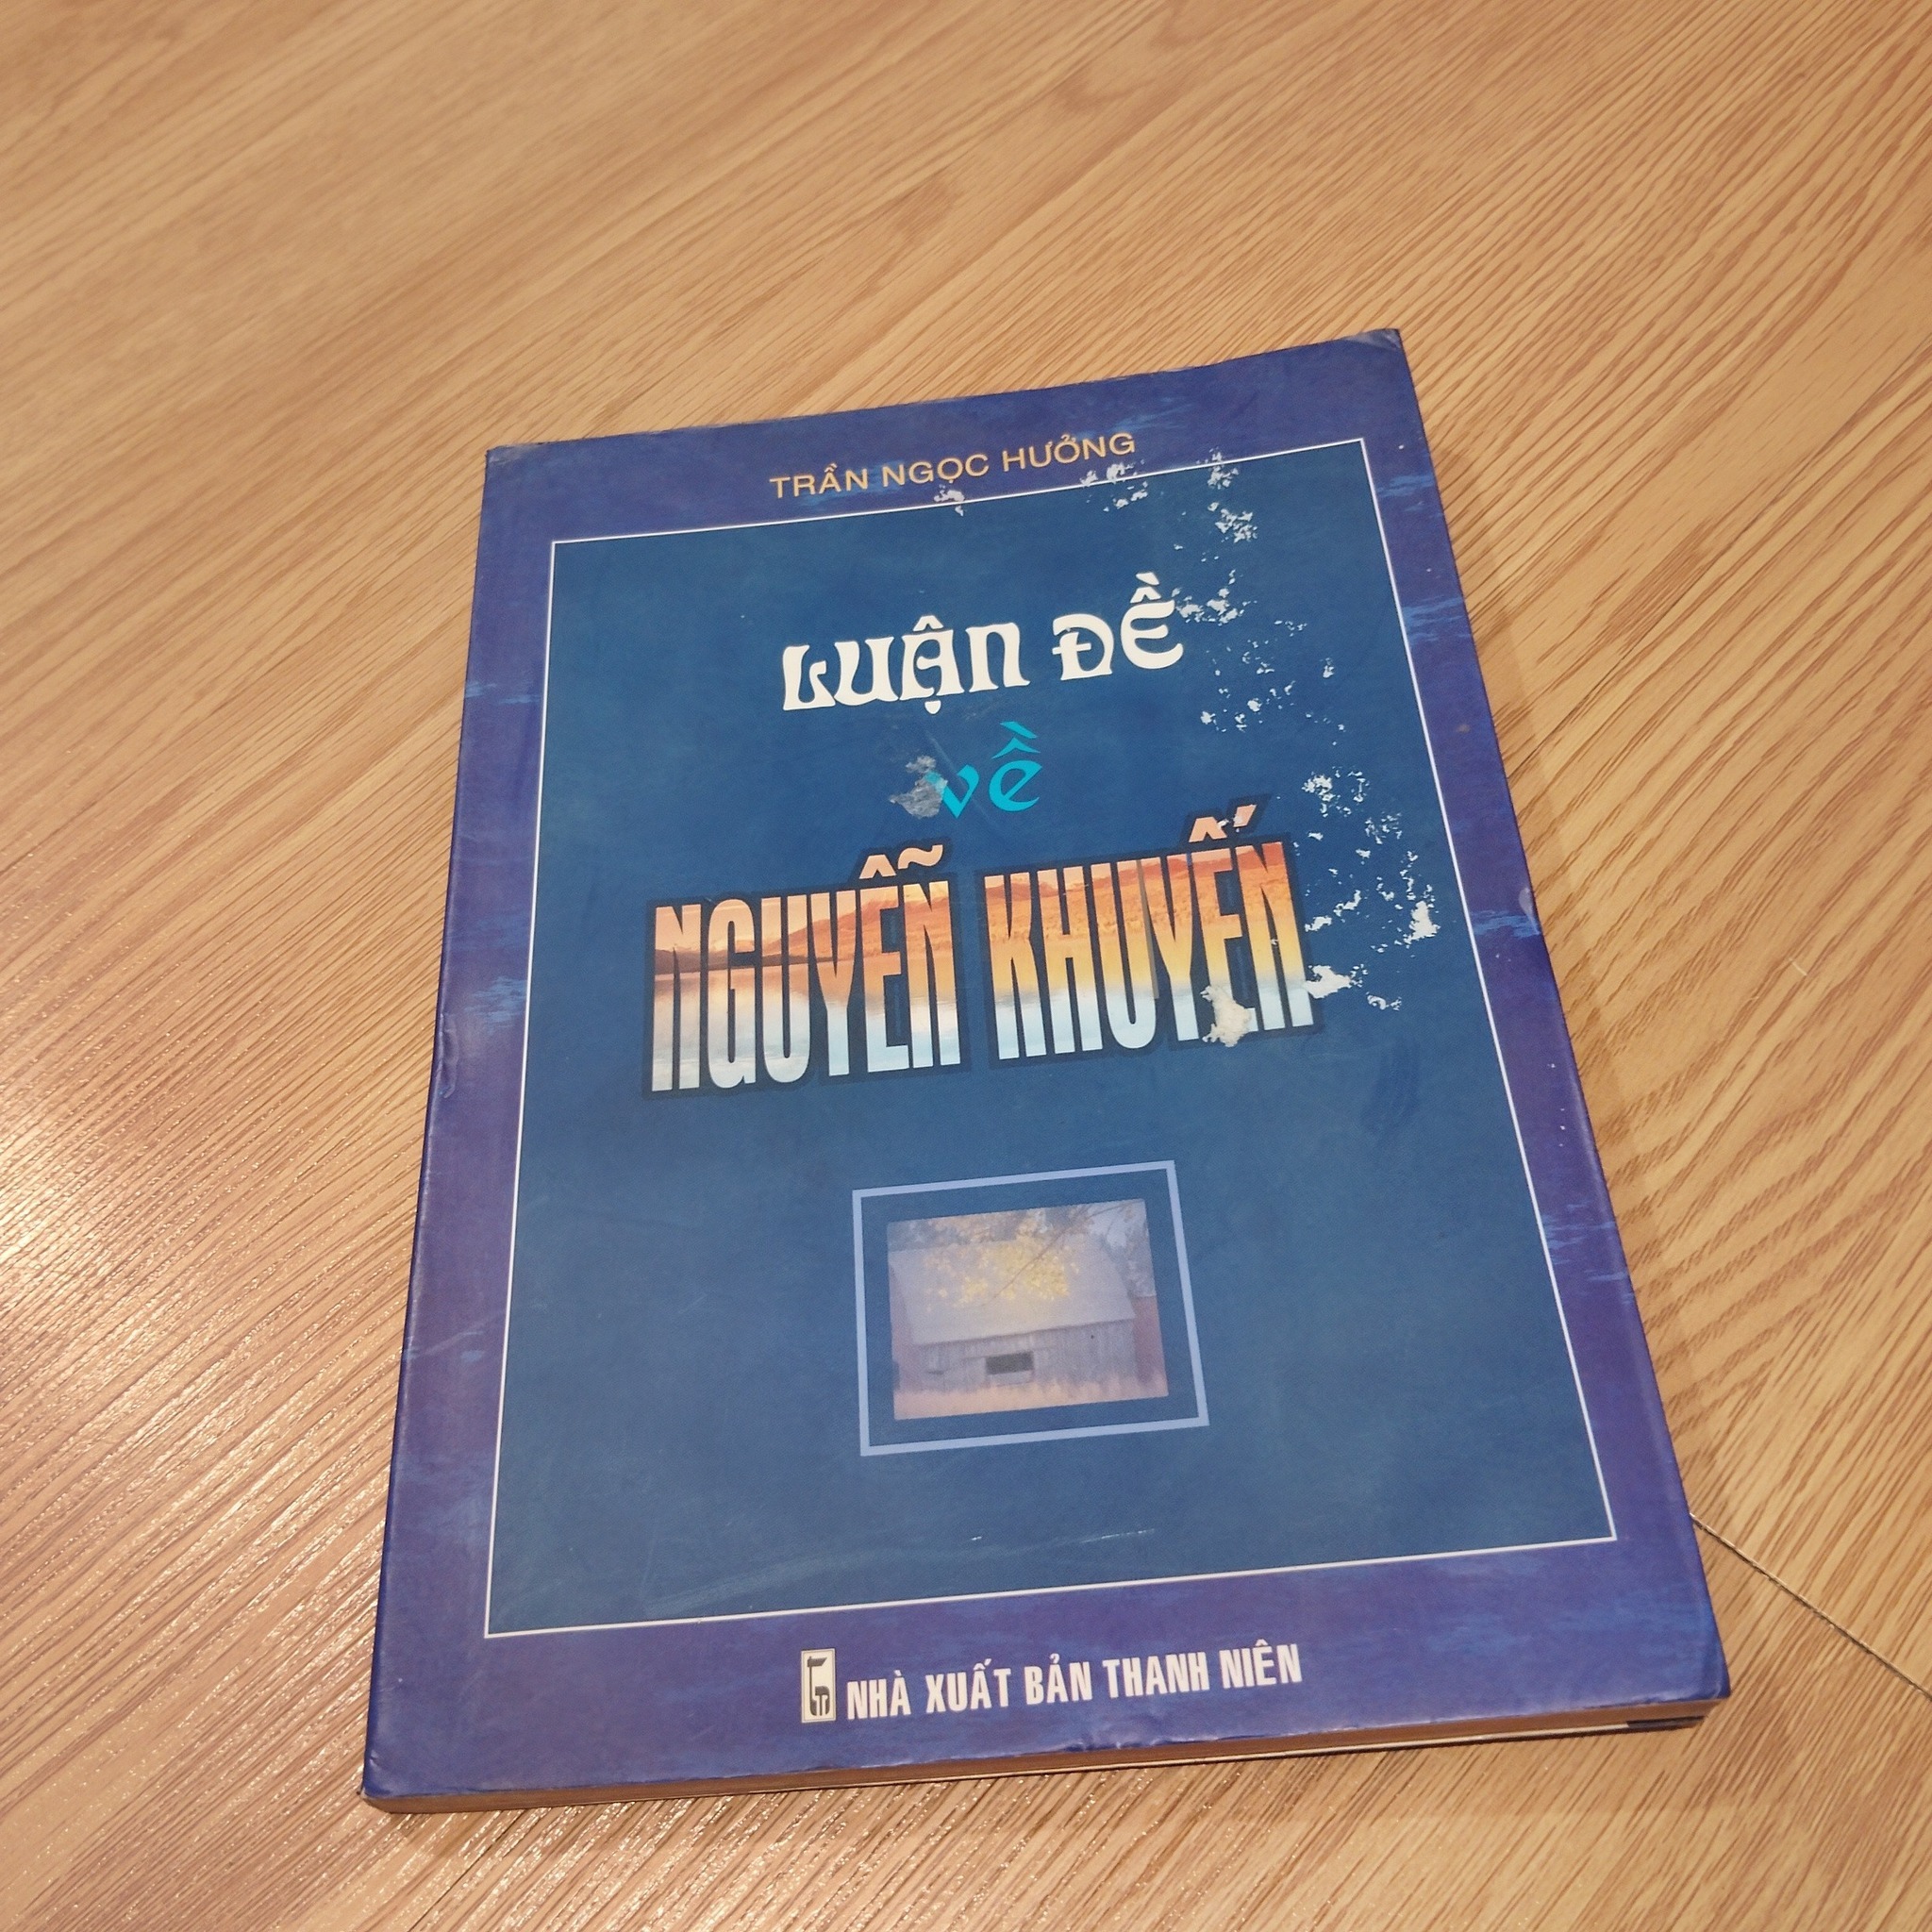 TRẦN NGỌC HƯỞNG
LUẬN ĐỀ
về
NGUYỄN KHUYẾN
NHÀ XUẤT BẢN THANH NIÊN